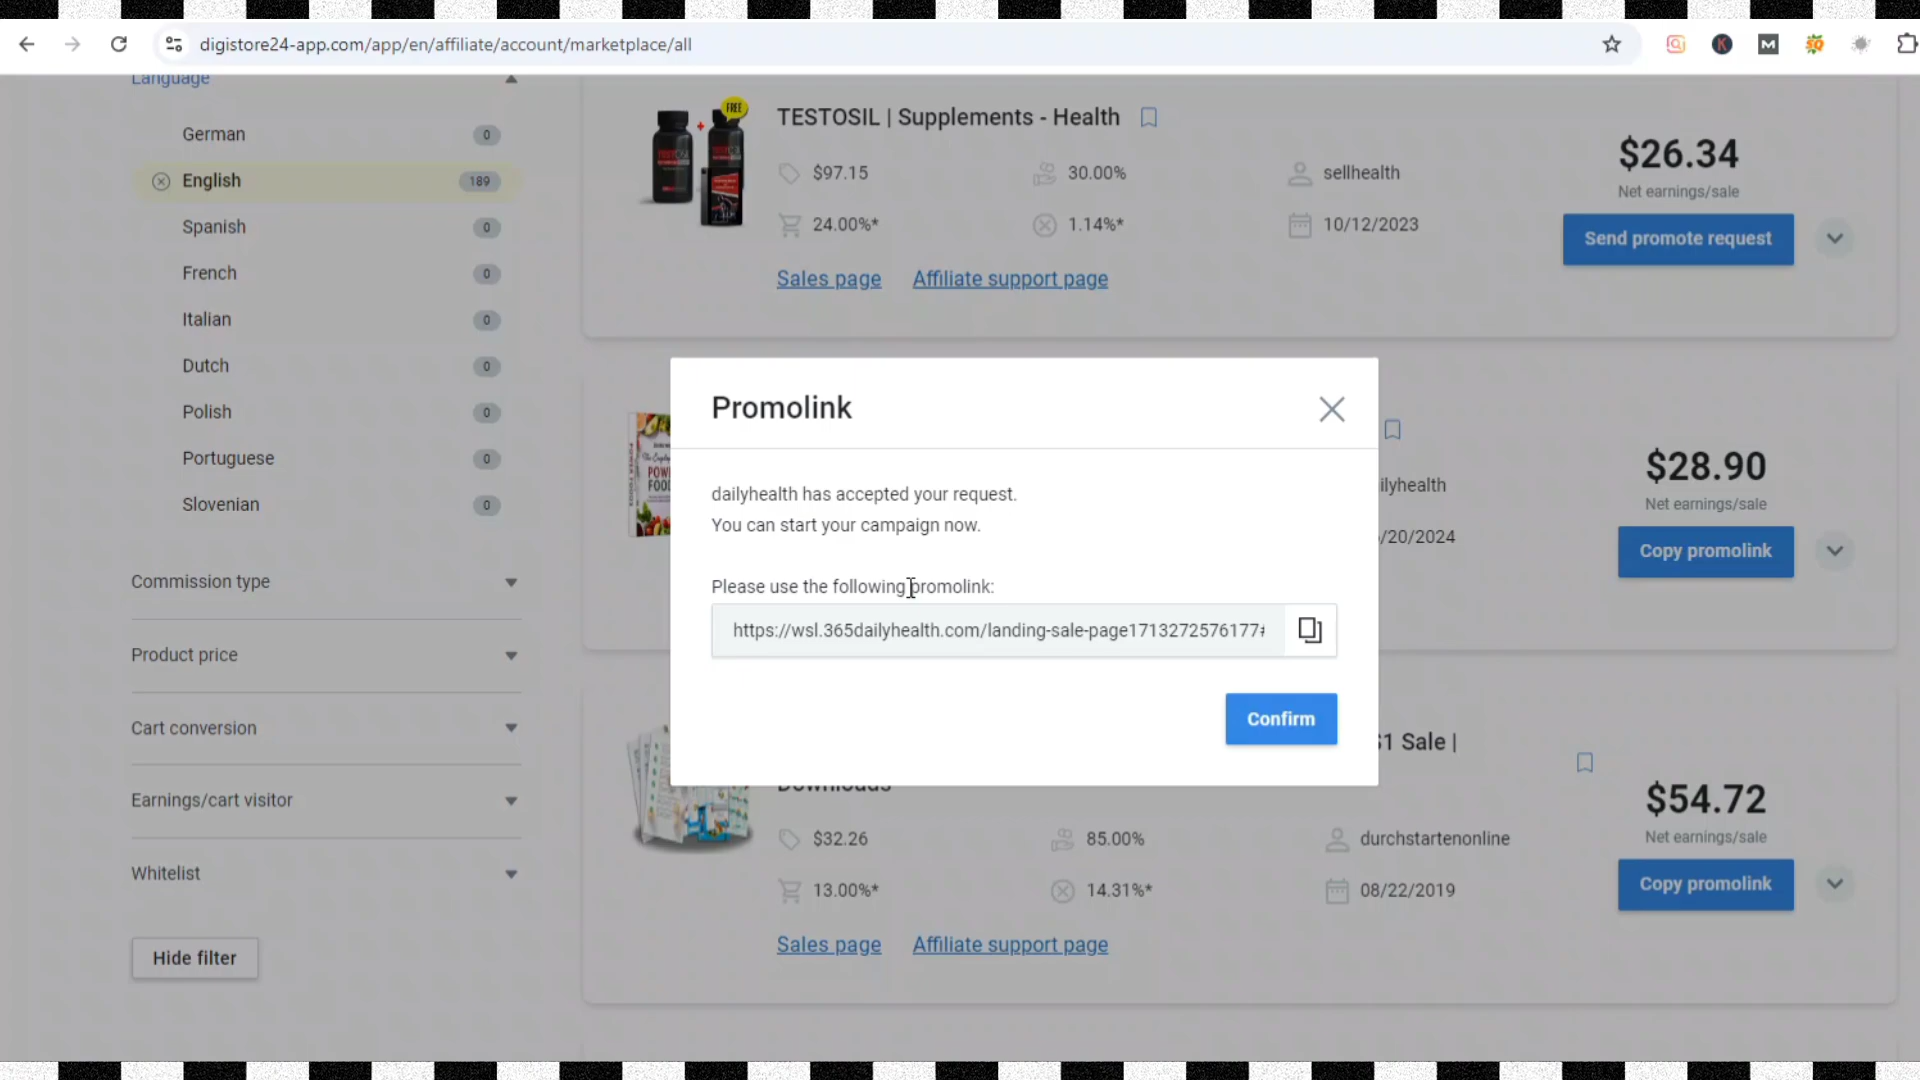 digistore24-app.com/app/en/affiliate/account/marketplace/all
Language
German 0
English 189
Spanish 0
French 0
Italian 0
Dutch 0
Polish 0
Portuguese 0
Slovenian 0
Commission type
Product price
Cart conversion
Earnings/cart visitor
Whitelist
Hide filter
FREE
TESTOSIL | Supplements - Health
$97.15 30.00% sellhealth
24.00%* 1.14%* 10/12/2023
Sales page Affiliate support page
$26.34
Net earnings/sale
Send promote request
Promolink
dailyhealth has accepted your request.
You can start your campaign now.
Please use the following promolink:
https://wsl.365dailyhealth.com/landing-sale-page1713272576177#
Confirm
ilyhealth
/20/2024
$28.90
Net earnings/sale
Copy promolink
$1 Sale |
Downloads
$32.26 85.00% durchstartenonline
13.00%* 14.31%* 08/22/2019
Sales page Affiliate support page
$54.72
Net earnings/sale
Copy promolink